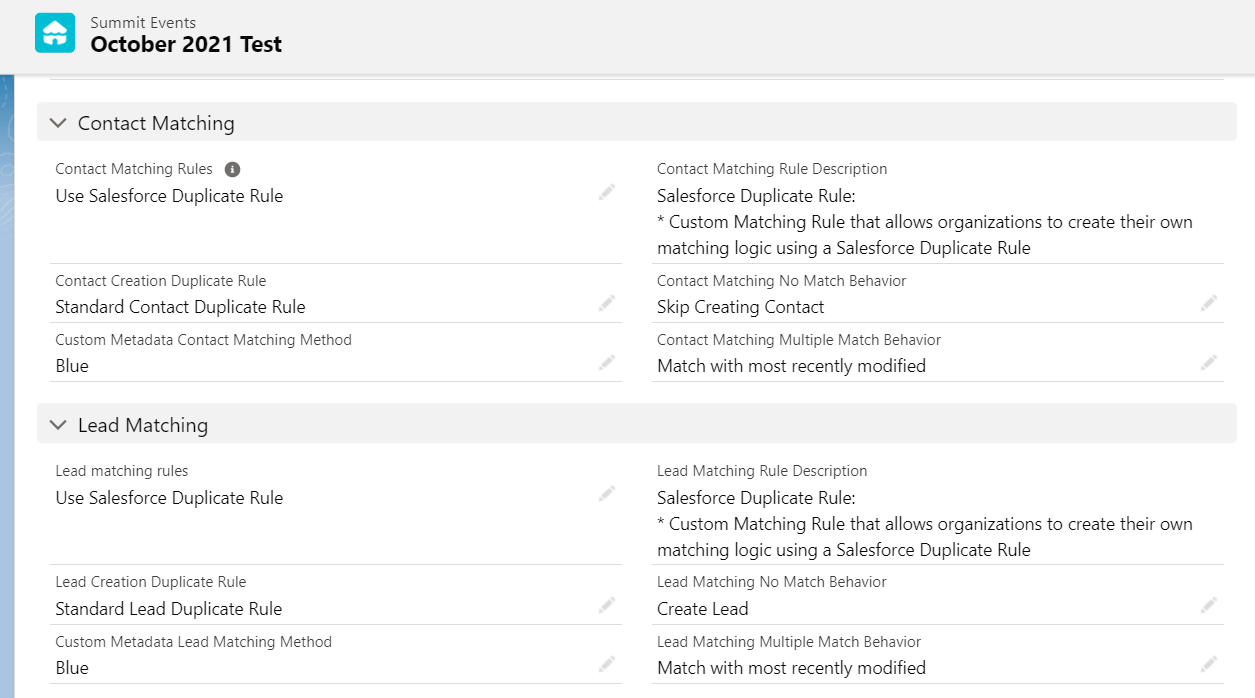 Summit Events
October 2021 Test
Contact Matching
Contact Matching Rules
Use Salesforce Duplicate Rule
Contact Matching Rule Description
Salesforce Duplicate Rule:
* Custom Matching Rule that allows organizations to create their own
matching logic using a Salesforce Duplicate Rule
Contact Creation Duplicate Rule
Standard Contact Duplicate Rule
Contact Matching No Match Behavior
Skip Creating Contact
Custom Metadata Contact Matching Method
Blue
Contact Matching Multiple Match Behavior
Match with most recently modified
Lead Matching
Lead matching rules
Use Salesforce Duplicate Rule
Lead Matching Rule Description
Salesforce Duplicate Rule:
* Custom Matching Rule that allows organizations to create their own
matching logic using a Salesforce Duplicate Rule
Lead Creation Duplicate Rule
Standard Lead Duplicate Rule
Lead Matching No Match Behavior
Create Lead
Custom Metadata Lead Matching Method
Blue
Lead Matching Multiple Match Behavior
Match with most recently modified